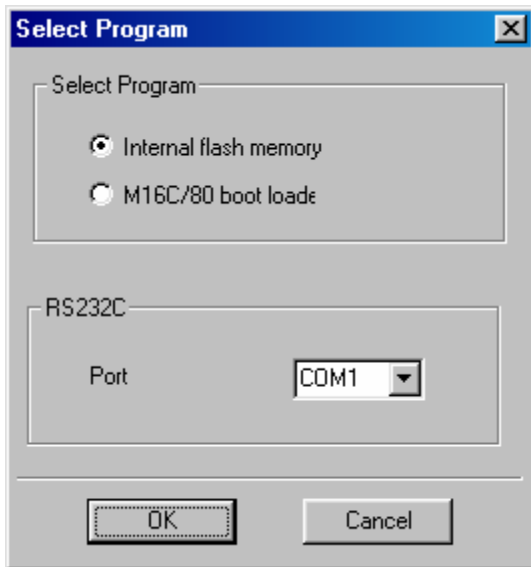 Select Program
Select Program
Internal flash memory
M16C/80 boot loade
RS232C
Port
COM1
OK
Cancel